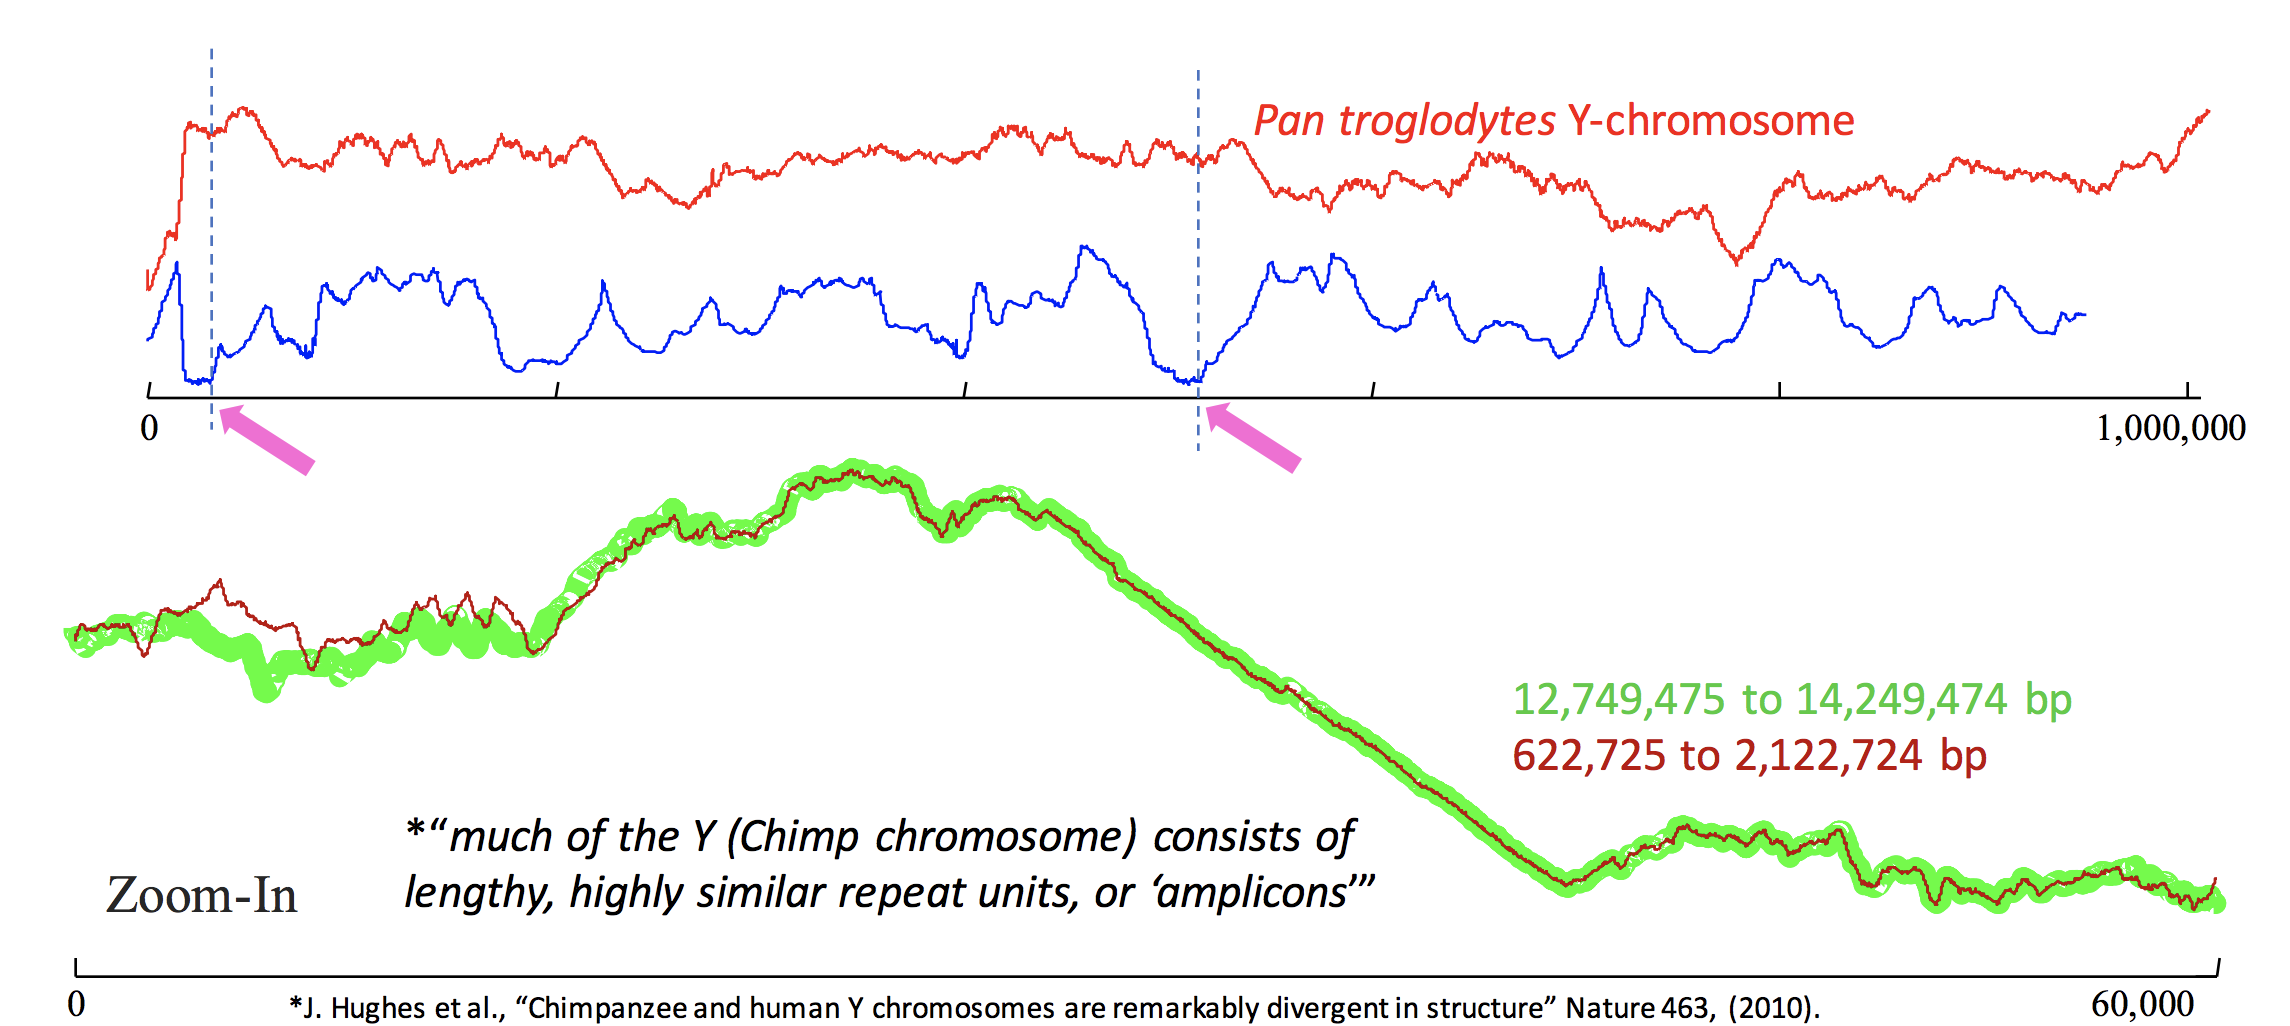 Pan troglodytes Y-chromosome
0
1,000,000
12,749,475 to 14,249,474 bp
622,725 to 2,122,724 bp
*“much of the Y (Chimp chromosome) consists of
lengthy, highly similar repeat units, or ‘amplicons’”
Zoom-In
0
60,000
*J. Hughes et al., “Chimpanzee and human Y chromosomes are remarkably divergent in structure” Nature 463, (2010).